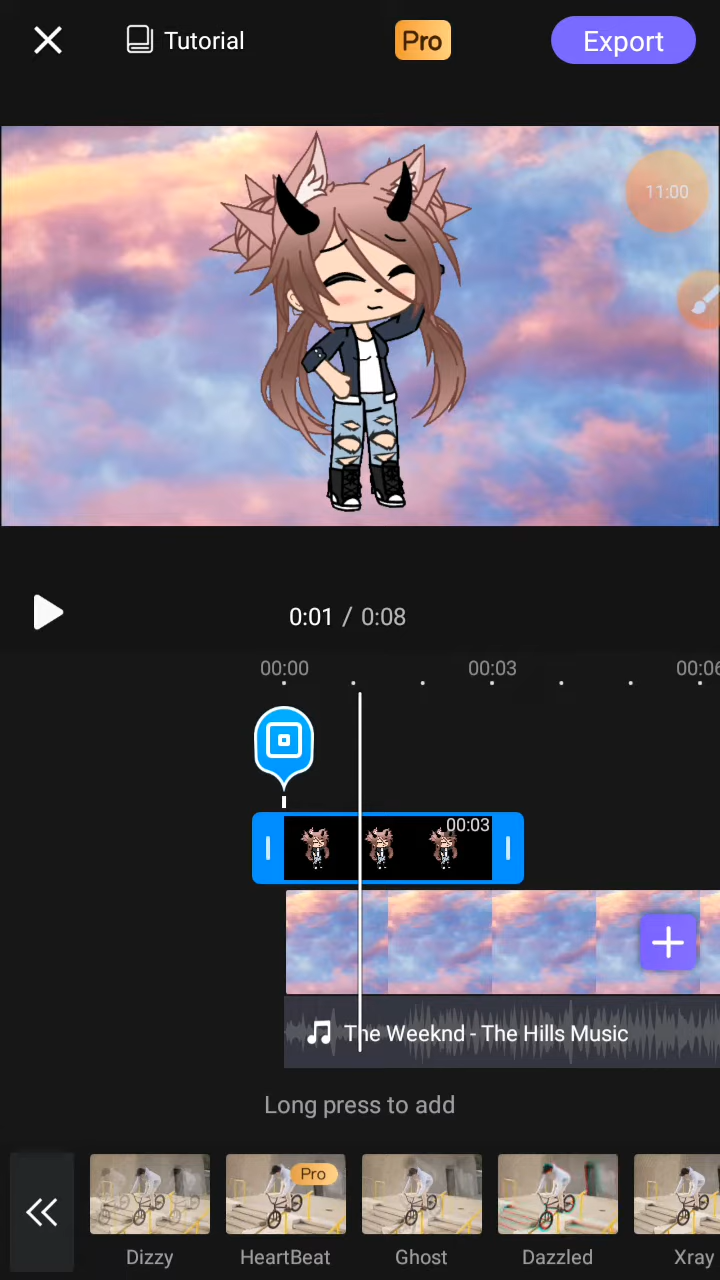 Tutorial
Pro
Export
11:00
0:01 / 0:08
00:00
00:03
00:06
00:03
The Weeknd - The Hills Music
Long press to add
Pro
Dizzy
HeartBeat
Ghost
Dazzled
Xray